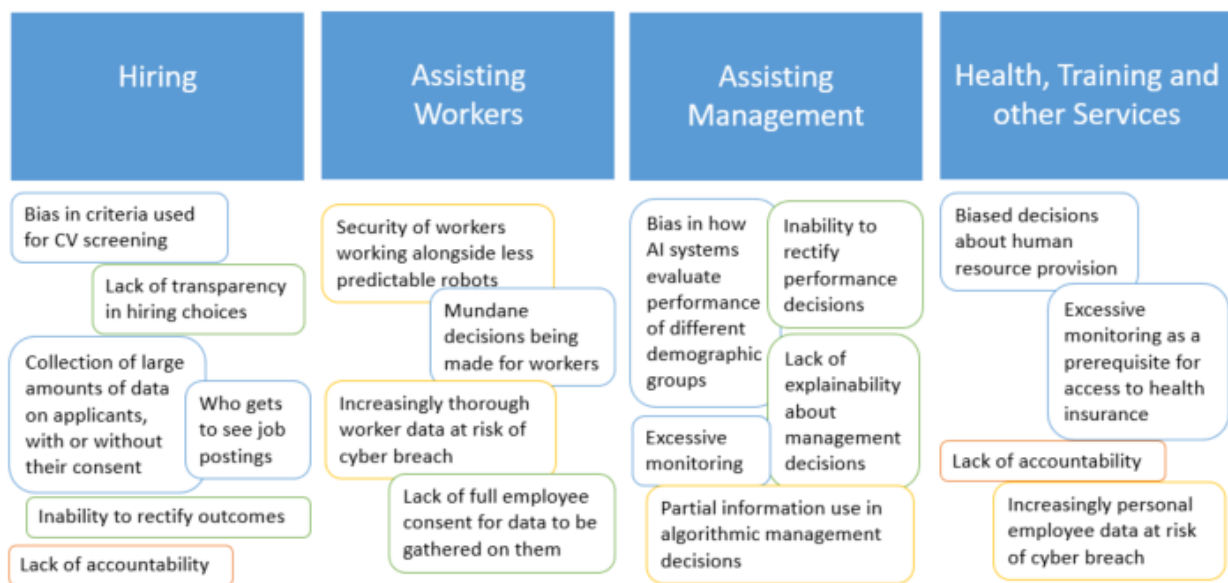 Hiring
Bias in criteria used
for CV screening
Lack of transparency
in hiring choices
Collection of large
amounts of data
on applicants,
with or without
their consent
Who gets
to see job
postings
Inability to rectify outcomes
Lack of accountability
Assisting
Workers
Security of workers
working alongside less
predictable robots
Mundane
decisions being
made for workers
Increasingly thorough
worker data at risk of
cyber breach
Lack of full employee
consent for data to be
gathered on them
Assisting
Management
Bias in how
AI systems
evaluate
performance
of different
demographic
groups
Inability to
rectify
performance
decisions
Lack of
explainability
about
management
decisions
Excessive
monitoring
Partial information use in
algorithmic management
decisions
Health, Training and
other Services
Biased decisions
about human
resource provision
Excessive
monitoring as a
prerequisite for
access to health
insurance
Lack of accountability
Increasingly personal
employee data at risk
of cyber breach